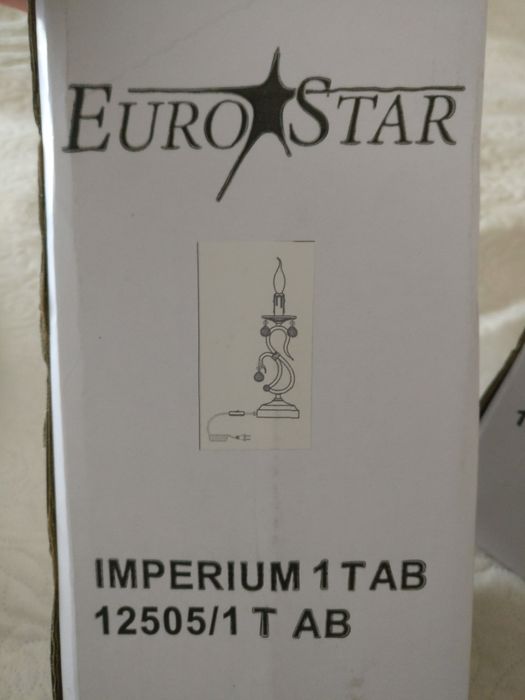 EURO STAR
IMPERIUM 1 TAB
12505/1 T AB